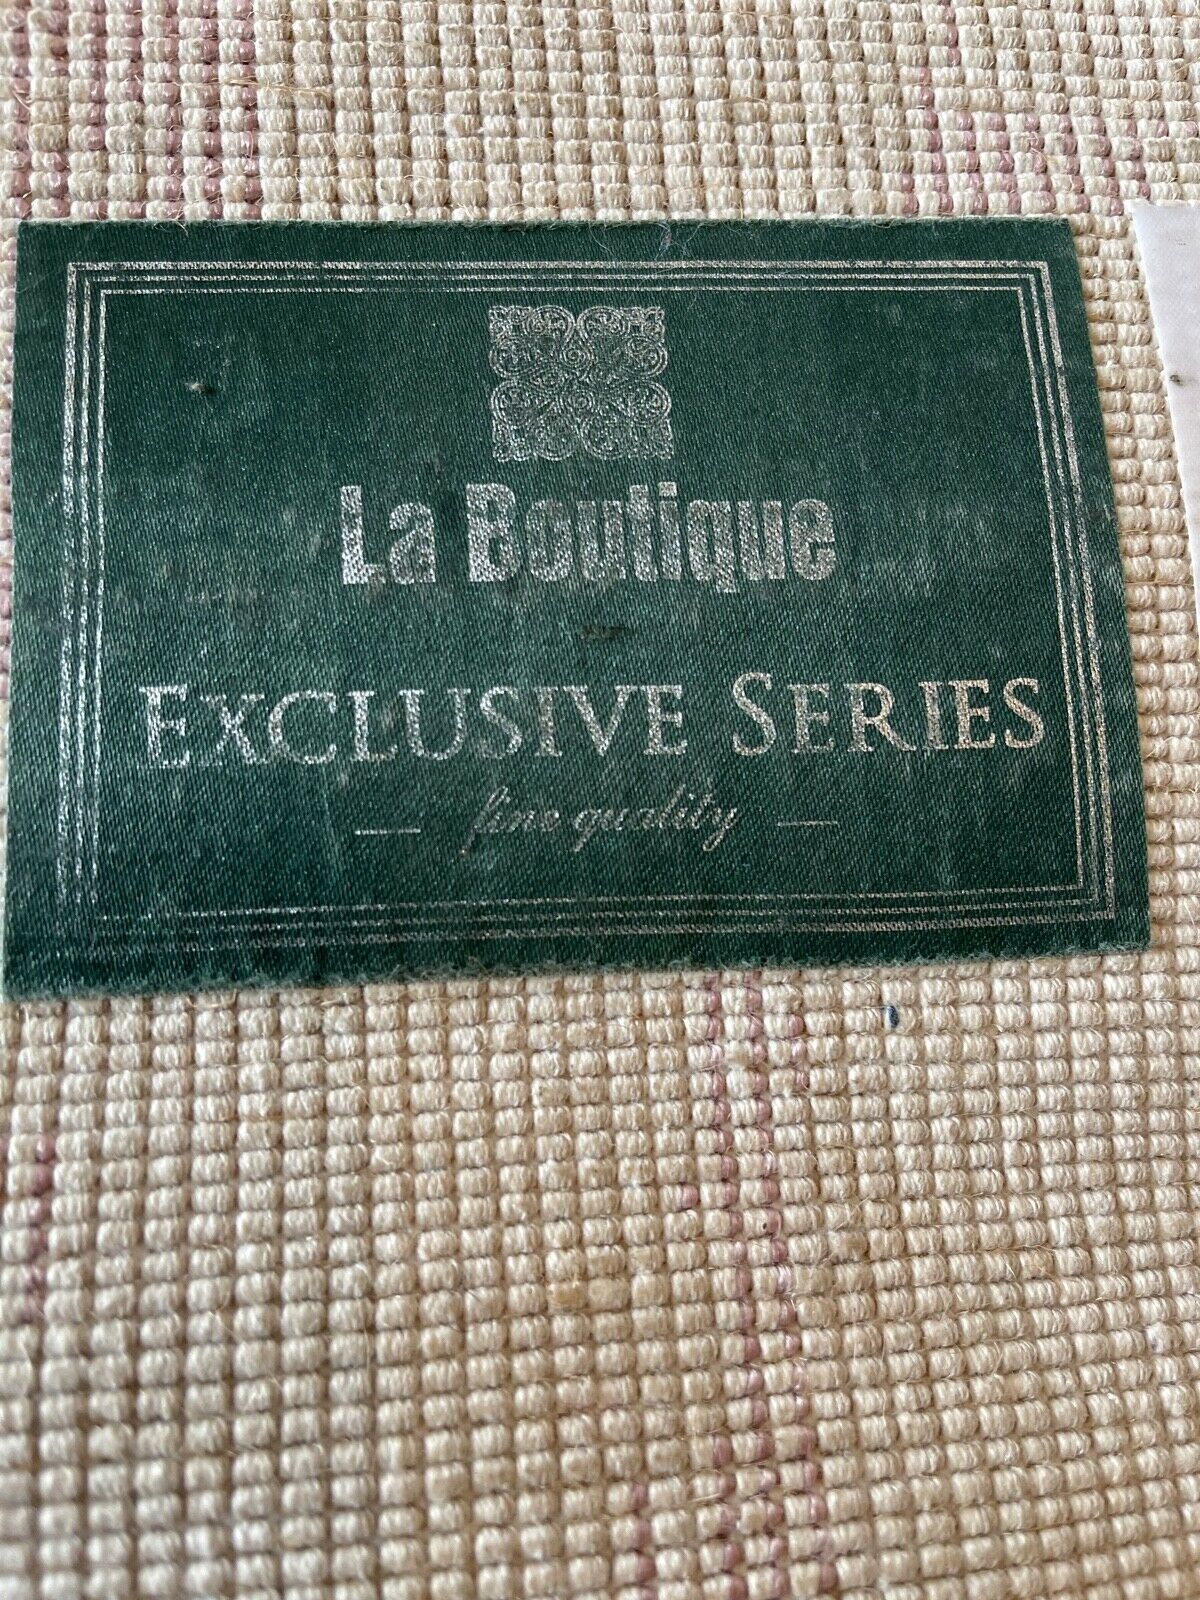 La Boutique
EXCLUSIVE SERIES
— fine quality —